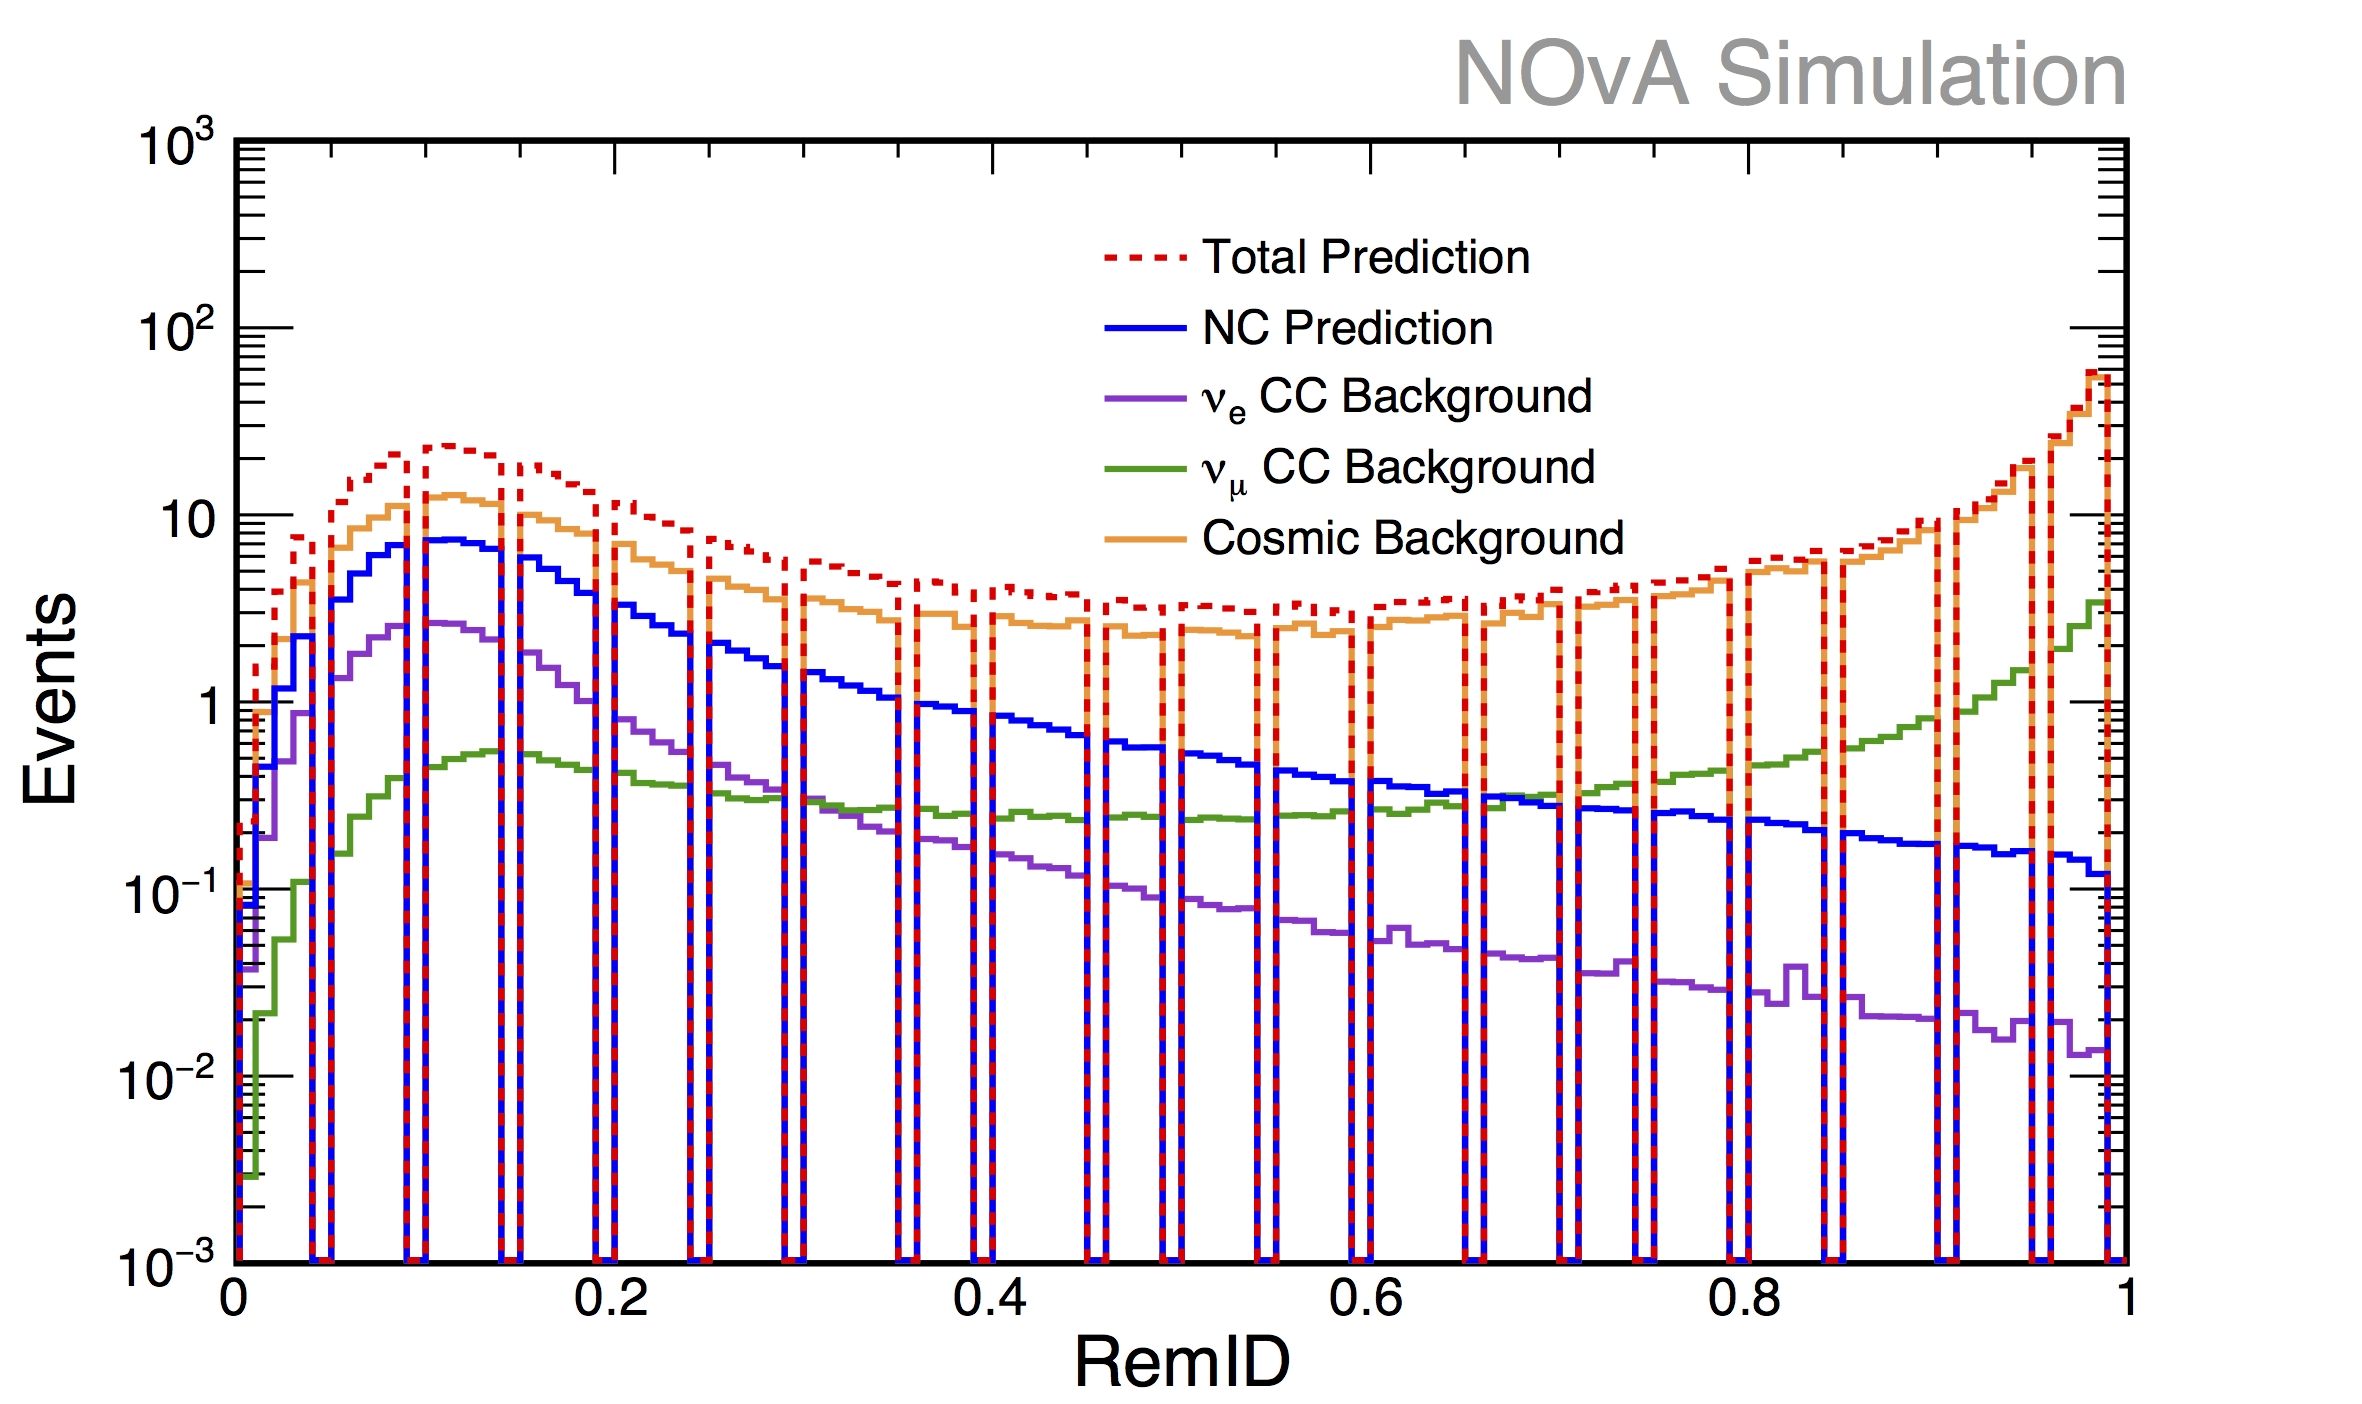 NOvA Simulation
10³
10²
10
1
10⁻¹
10⁻²
10⁻³
Events
Total Prediction
NC Prediction
νe CC Background
νμ CC Background
Cosmic Background
0 0.2 0.4 0.6 0.8 1
RemID